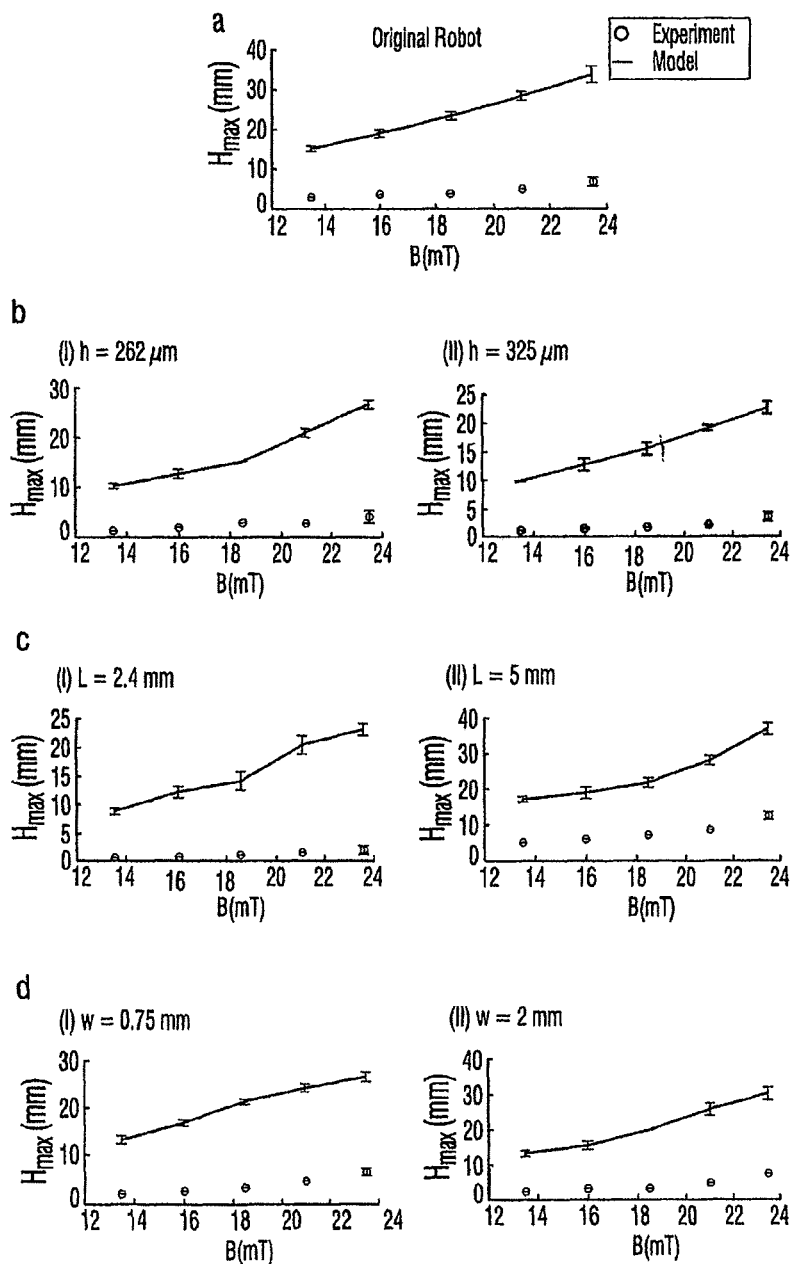 a
Original Robot
Experiment
Model
Hmax (mm)
40
30
20
10
0
12 14 16 18 20 22 24
B(mT)
b
(I) h = 262 µm
Hmax (mm)
30
20
10
0
12 14 16 18 20 22 24
B(mT)
(II) h = 325 µm
Hmax (mm)
25
20
15
10
5
0
12 14 16 18 20 22 24
B(mT)
c
(I) L = 2.4 mm
Hmax (mm)
25
20
15
10
5
0
12 14 16 18 20 22 24
B(mT)
(II) L = 5 mm
Hmax (mm)
40
30
20
10
0
12 14 16 18 20 22 24
B(mT)
d
(I) w = 0.75 mm
Hmax (mm)
30
20
10
0
12 14 16 18 20 22 24
B(mT)
(II) w = 2 mm
Hmax (mm)
40
30
20
10
0
12 14 16 18 20 22 24
B(mT)